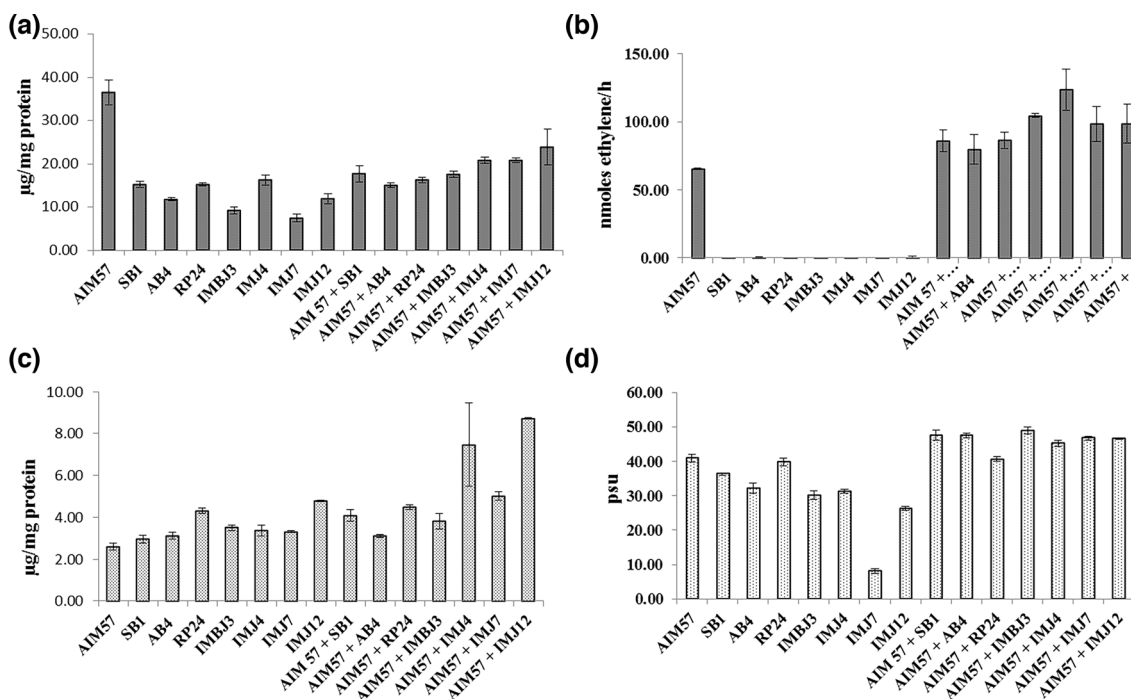 (a)
µg/mg protein
50.00
40.00
30.00
20.00
10.00
0.00
AIM57
SB1
AB4
RP24
IMBJ3
IMJ4
IMJ7
IMJ12
AIM 57 + SB1
AIM57 + AB4
AIM57 + RP24
AIM57 + IMBJ3
AIM57 + IMJ4
AIM57 + IMJ7
AIM57 + IMJ12
(b)
nmoles ethylene/h
150.00
100.00
50.00
0.00
AIM57
SB1
AB4
RP24
IMBJ3
IMJ4
IMJ7
IMJ12
AIM 57 +...
AIM57 + AB4
AIM57 +...
AIM57 +...
AIM57 +...
AIM57 +...
AIM57 +
(c)
µg/mg protein
10.00
8.00
6.00
4.00
2.00
0.00
AIM57
SB1
AB4
RP24
IMBJ3
IMJ4
IMJ7
IMJ12
AIM 57 + SB1
AIM57 + AB4
AIM57 + RP24
AIM57 + IMBJ3
AIM57 + IMJ4
AIM57 + IMJ7
AIM57 + IMJ12
(d)
psu
60.00
50.00
40.00
30.00
20.00
10.00
0.00
AIM57
SB1
AB4
RP24
IMBJ3
IMJ4
IMJ7
IMJ12
AIM 57 + SB1
AIM57 + AB4
AIM57 + RP24
AIM57 + IMBJ3
AIM57 + IMJ4
AIM57 + IMJ7
AIM57 + IMJ12